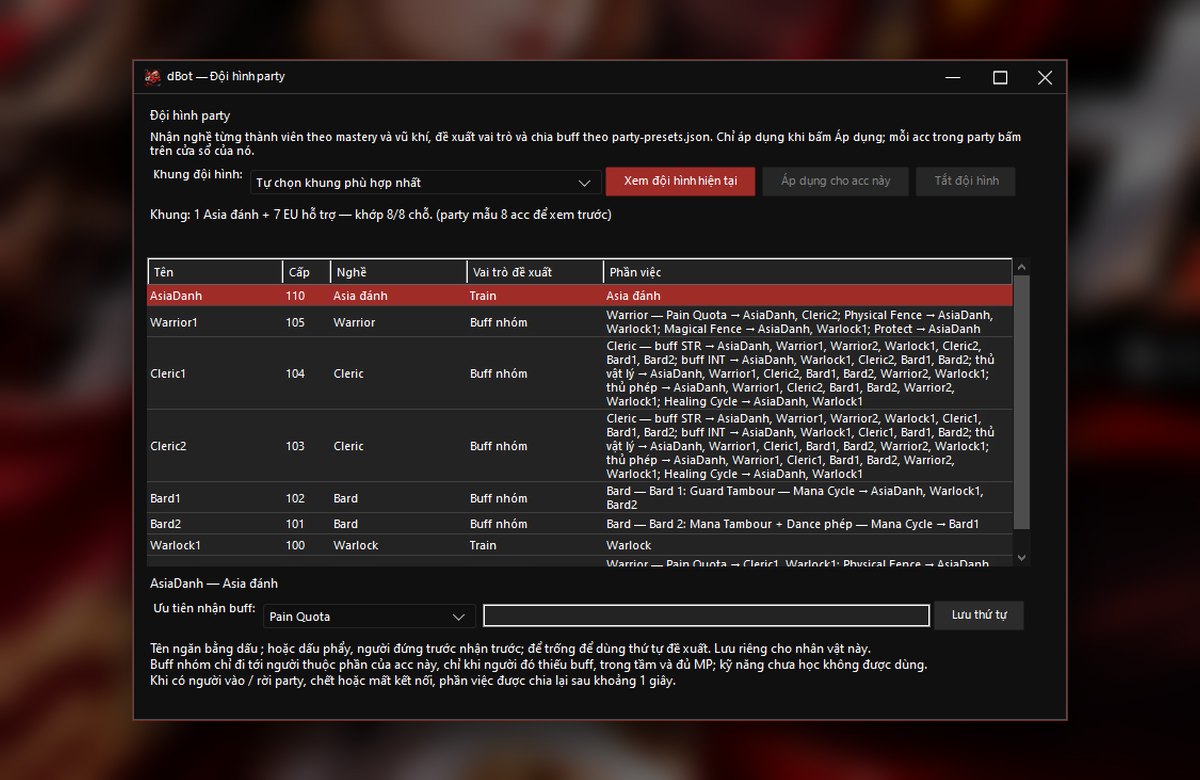 dBot — Đội hình party
Đội hình party
Nhận nghề từng thành viên theo mastery và vũ khí, đề xuất vai trò và chia buff theo party-presets.json. Chỉ áp dụng khi bấm Áp dụng; mỗi acc trong party bấm
trên cửa sổ của nó.
Khung đội hình: Tự chọn khung phù hợp nhất Xem đội hình hiện tại Áp dụng cho acc này Tắt đội hình
Khung: 1 Asia đánh + 7 EU hỗ trợ — khớp 8/8 chỗ. (party mẫu 8 acc để xem trước)
Tên Cấp Nghề Vai trò đề xuất Phần việc
AsiaDanh 110 Asia đánh Train Asia đánh
Warrior1 105 Warrior Buff nhóm Warrior — Pain Quota → AsiaDanh, Cleric2; Physical Fence → AsiaDanh,
Warlock1; Magical Fence → AsiaDanh, Warlock1; Protect → AsiaDanh
Cleric1 104 Cleric Buff nhóm Cleric — buff STR → AsiaDanh, Warrior1, Warrior2, Warlock1, Cleric2,
Bard1, Bard2; buff INT → AsiaDanh, Warlock1, Cleric2, Bard1, Bard2; thủ
vật lý → AsiaDanh, Warrior1, Cleric2, Bard1, Bard2, Warrior2, Warlock1;
thủ phép → AsiaDanh, Warrior1, Cleric2, Bard1, Bard2, Warrior2,
Warlock1; Healing Cycle → AsiaDanh, Warlock1
Cleric2 103 Cleric Buff nhóm Cleric — buff STR → AsiaDanh, Warrior1, Warrior2, Warlock1, Cleric1,
Bard1, Bard2; buff INT → AsiaDanh, Warlock1, Cleric1, Bard1, Bard2; thủ
vật lý → AsiaDanh, Warrior1, Cleric1, Bard1, Bard2, Warrior2, Warlock1;
thủ phép → AsiaDanh, Warrior1, Cleric1, Bard1, Bard2, Warrior2,
Warlock1; Healing Cycle → AsiaDanh, Warlock1
Bard1 102 Bard Buff nhóm Bard — Bard 1: Guard Tambour — Mana Cycle → AsiaDanh, Warlock1,
Bard2
Bard2 101 Bard Buff nhóm Bard — Bard 2: Mana Tambour + Dance phép — Mana Cycle → Bard1
Warlock1 100 Warlock Train Warlock
Warrior — Pain Quota → Cleric1, Warlock1; Physical Fence → AsiaDanh
AsiaDanh — Asia đánh
Ưu tiên nhận buff: Pain Quota Lưu thứ tự
Tên ngăn bằng dấu ; hoặc dấu phẩy, người đứng trước nhận trước; để trống để dùng thứ tự đề xuất. Lưu riêng cho nhân vật này.
Buff nhóm chỉ đi tới người thuộc phần của acc này, chỉ khi người đó thiếu buff, trong tầm và đủ MP; kỹ năng chưa học không được dùng.
Khi có người vào / rời party, chết hoặc mất kết nối, phần việc được chia lại sau khoảng 1 giây.